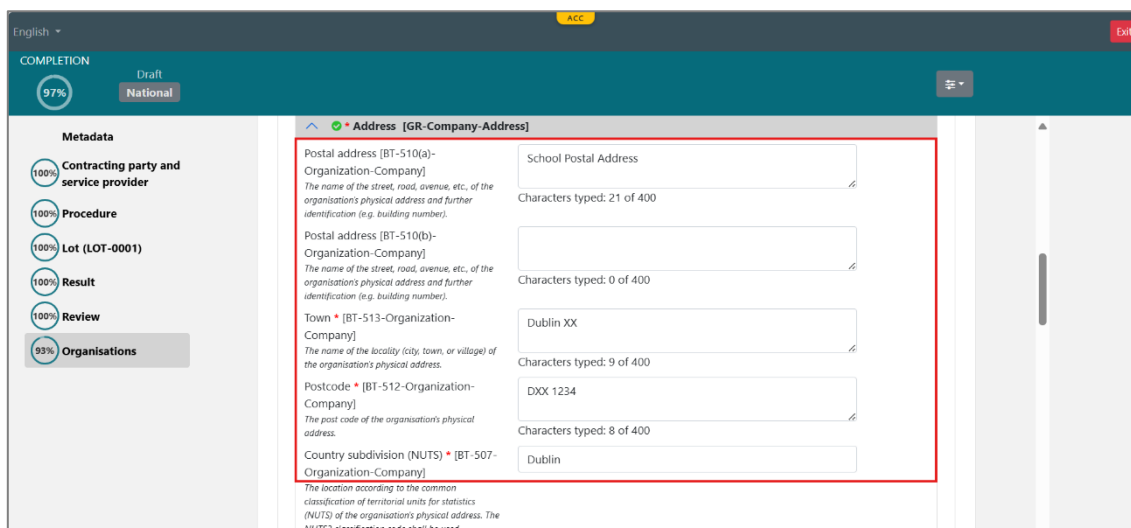 ACC
English
Exit
COMPLETION
97%
Draft
National
Metadata
100% Contracting party and
service provider
100% Procedure
100% Lot (LOT-0001)
100% Result
100% Review
93% Organisations
* Address [GR-Company-Address]
Postal address [BT-510(a)-
Organization-Company]
The name of the street, road, avenue, etc., of the
organisation's physical address and further
identification (e.g. building number).
School Postal Address
Characters typed: 21 of 400
Postal address [BT-510(b)-
Organization-Company]
The name of the street, road, avenue, etc., of the
organisation's physical address and further
identification (e.g. building number).
Characters typed: 0 of 400
Town * [BT-513-Organization-
Company]
The name of the locality (city, town, or village) of
the organisation's physical address.
Dublin XX
Characters typed: 9 of 400
Postcode * [BT-512-Organization-
Company]
The post code of the organisation's physical
address.
DXX 1234
Characters typed: 8 of 400
Country subdivision (NUTS) * [BT-507-
Organization-Company]
Dublin
The location according to the common
classification of territorial units for statistics
(NUTS) of the organisation's physical address. The
NUTS3 classification code shall be used